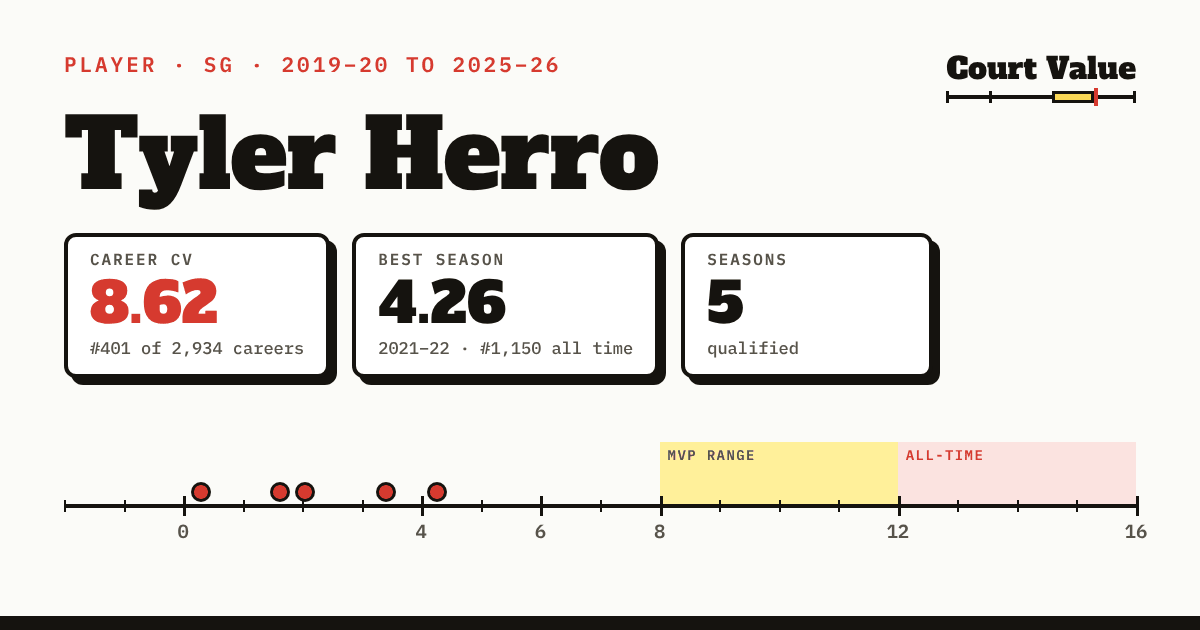 PLAYER · SG · 2019–20 TO 2025–26
Court Value
Tyler Herro
CAREER CV
8.62
#401 of 2,934 careers
BEST SEASON
4.26
2021–22 · #1,150 all time
SEASONS
5
qualified
MVP RANGE
ALL-TIME
0 4 6 8 12 16